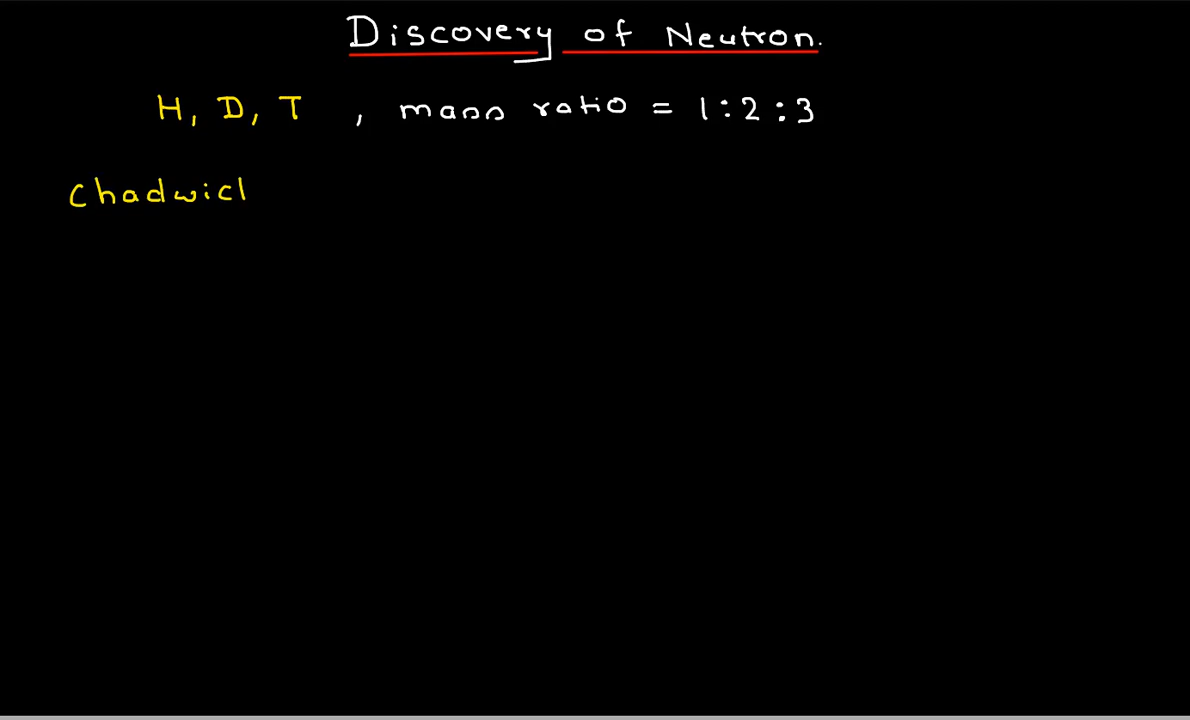 Discovery of Neutron.
H, D, T , mass ratio = 1:2:3
Chadwicl